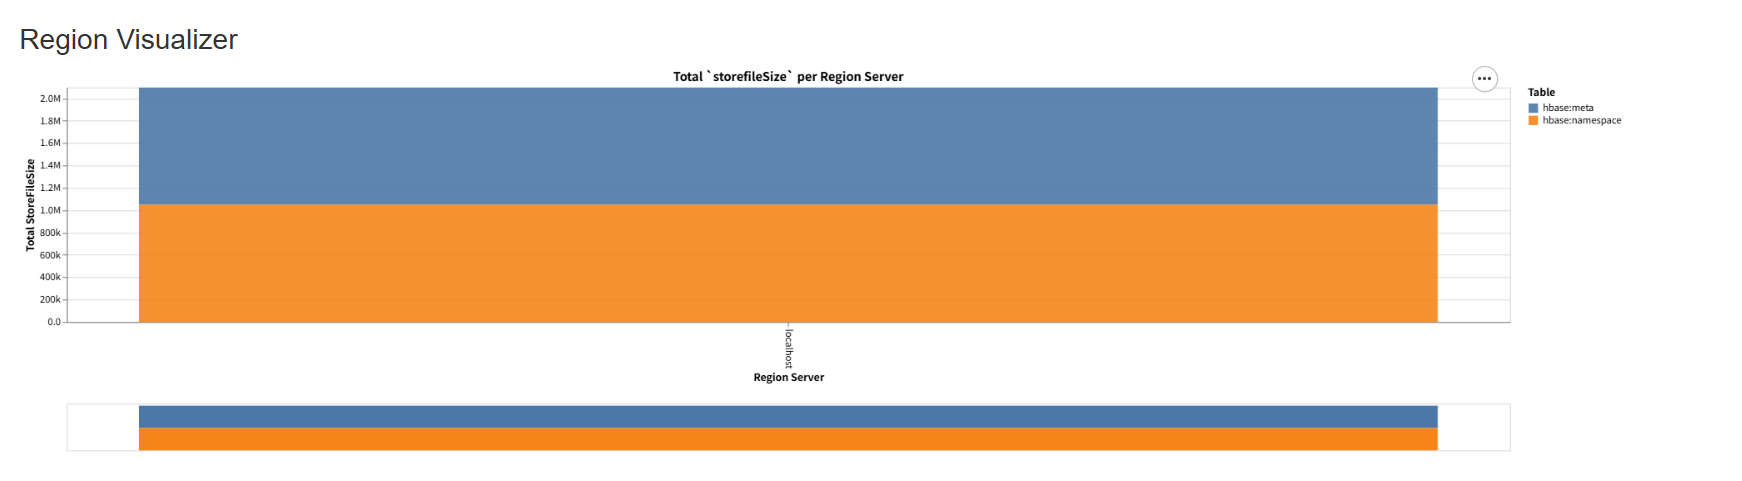 Region Visualizer
Total `storefileSize` per Region Server
Total StoreFileSize
2.0M
1.8M
1.6M
1.4M
1.2M
1.0M
800k
600k
400k
200k
0.0
localhost
Region Server
Table
hbase:meta
hbase:namespace